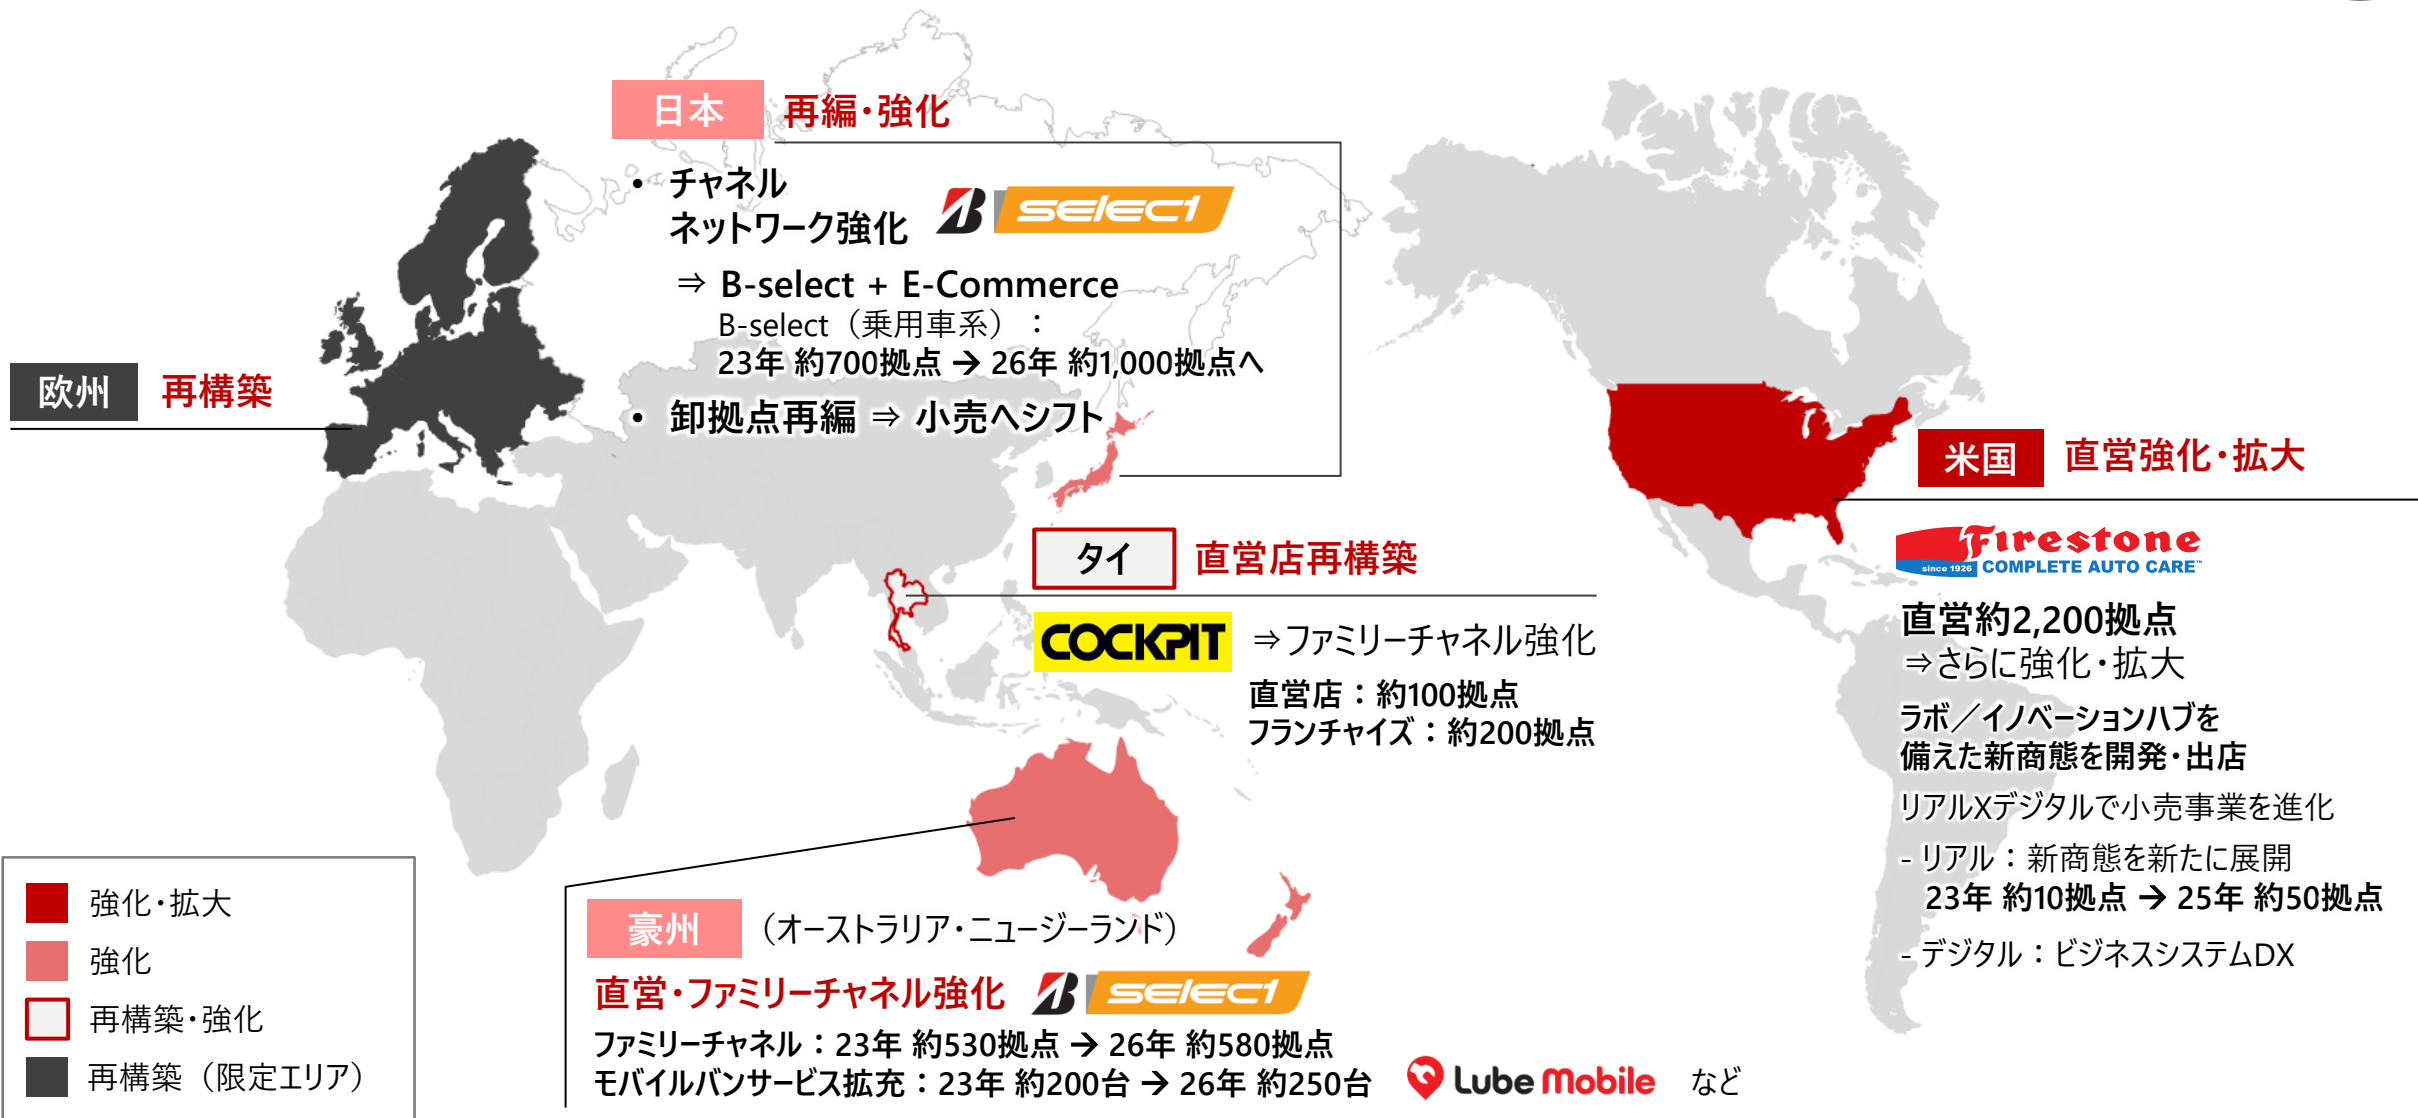 日本 再編・強化
• チャネル
ネットワーク強化
B select
⇒ B-select + E-Commerce
B-select（乗用車系）：
23年 約700拠点 → 26年 約1,000拠点へ
• 卸拠点再編 ⇒ 小売へシフト
欧州 再構築
米国 直営強化・拡大
Firestone
since 1926 COMPLETE AUTO CARE™
直営約2,200拠点
⇒さらに強化・拡大
ラボ／イノベーションハブを
備えた新商態を開発・出店
リアルXデジタルで小売事業を進化
- リアル：新商態を新たに展開
23年 約10拠点 → 25年 約50拠点
- デジタル：ビジネスシステムDX
タイ 直営店再構築
COCKPIT ⇒ファミリーチャネル強化
直営店：約100拠点
フランチャイズ：約200拠点
豪州 （オーストラリア・ニュージーランド）
直営・ファミリーチャネル強化 B select
ファミリーチャネル：23年 約530拠点 → 26年 約580拠点
モバイルバンサービス拡充：23年 約200台 → 26年 約250台 Lube Mobile など
強化・拡大
強化
再構築・強化
再構築（限定エリア）